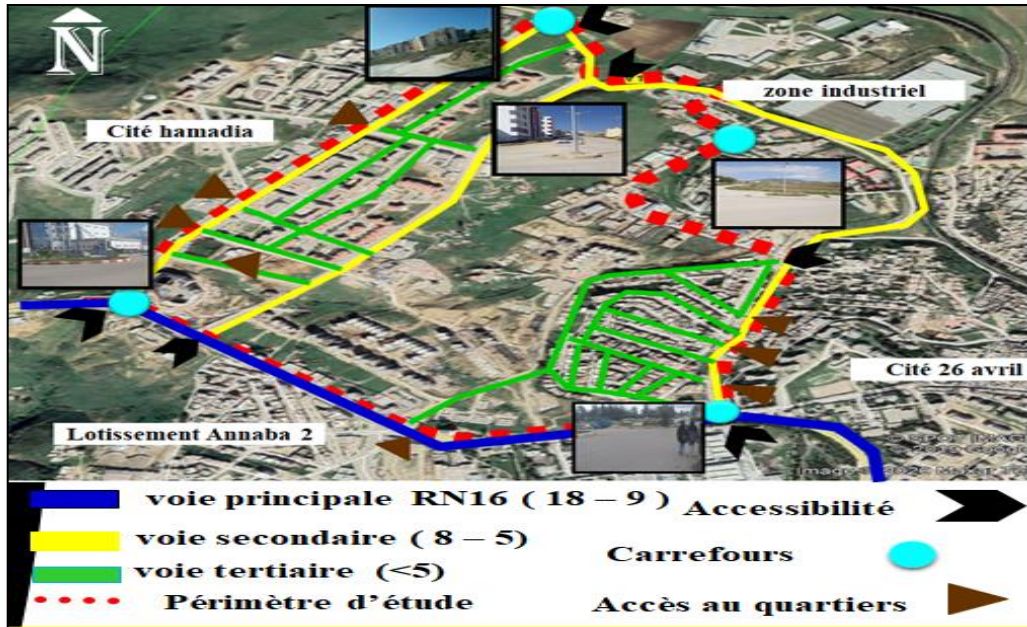 N
zone industriel
Cité hamadia
Cité 26 avril
Lotissement Annaba 2
voie principale RN16 ( 18 – 9 )
Accessibilité
voie secondaire ( 8 – 5)
Carrefours
voie tertiaire (<5)
Périmètre d’étude
Accès au quartiers